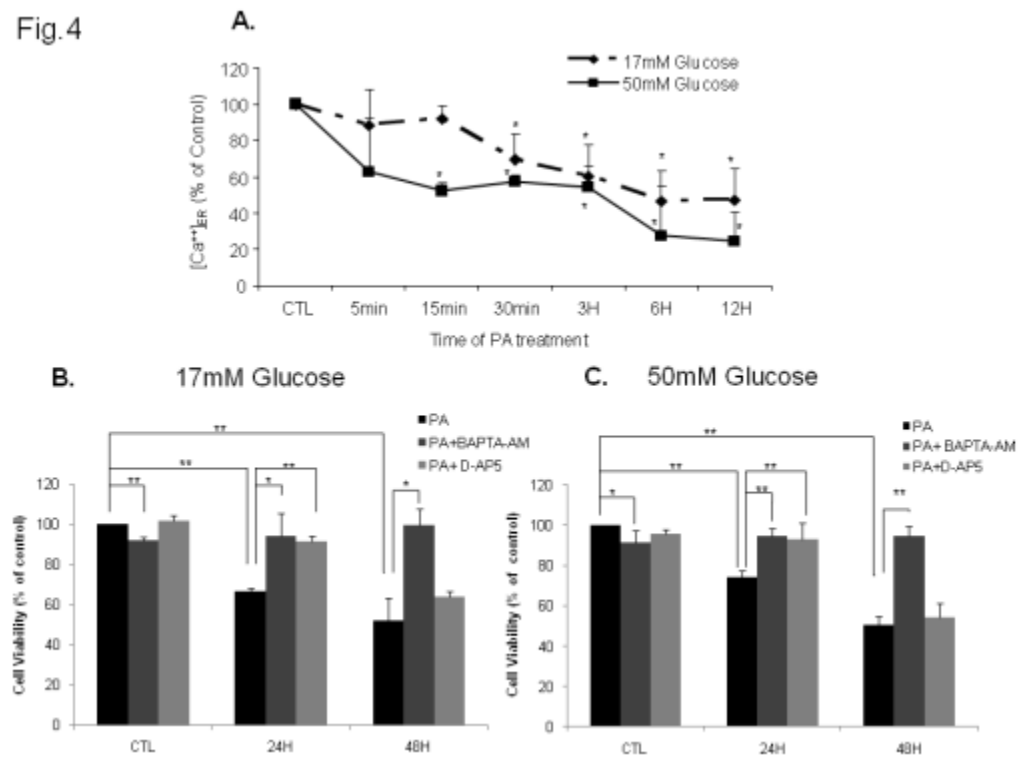 Fig.4
A.
17mM Glucose
50mM Glucose
[Ca⁺⁺]ER (% of Control)
120
100
80
60
40
20
0
* * * *
* * * * *
CTL 5min 15min 30min 3H 6H 12H
Time of PA treatment
B. 17mM Glucose
PA
PA+BAPTA-AM
PA+ D-AP5
**
** **
** * *
Cell Viability (% of control)
120
100
80
60
40
20
0
CTL 24H 48H
C. 50mM Glucose
PA
PA+ BAPTA-AM
PA+D-AP5
**
** **
* ** **
Cell Viability (% of control)
120
100
80
60
40
20
0
CTL 24H 48H